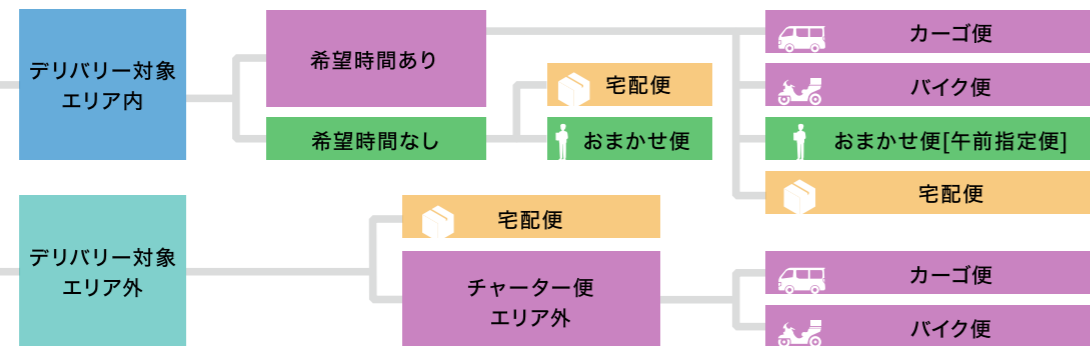 デリバリー対象
エリア内
希望時間あり
希望時間なし
宅配便
おまかせ便
カーゴ便
バイク便
おまかせ便[午前指定便]
宅配便
デリバリー対象
エリア外
宅配便
チャーター便
エリア外
カーゴ便
バイク便